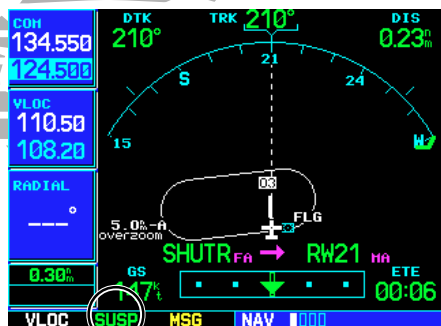 COM
134.550
124.500
VLOC
110.50
108.20
RADIAL
___°
0.30nm
VLOC
DTK
210°
TRK 210°
DIS
0.23nm
15
S
21
24
W
03
FLG
5.0nm-A
overzoom
SHUTR FA → RW21 MA
GS
147kt
ETE
00:06
SUSP
MSG
NAV